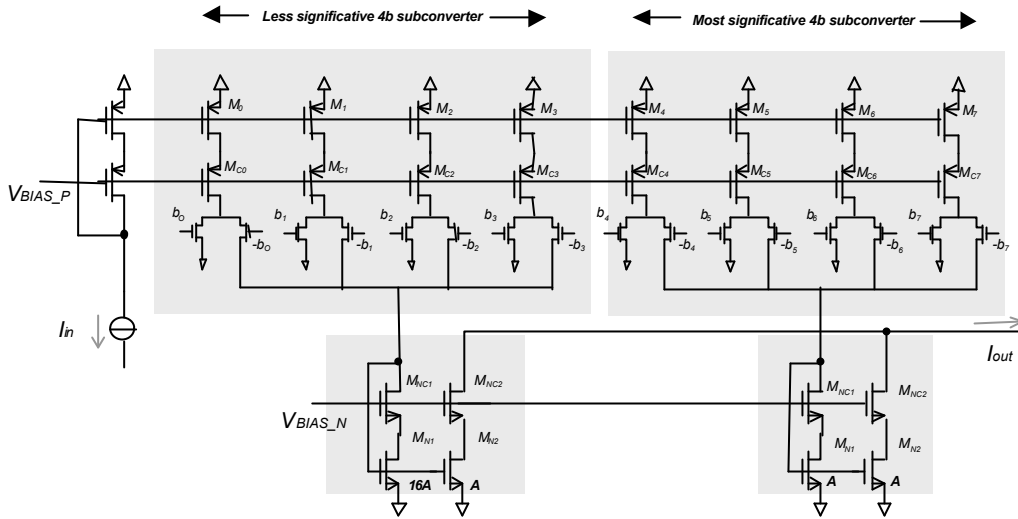 Less significative 4b subconverter Most significative 4b subconverter
M0 M1 M2 M3 M4 M5 M6 M7
MC0 MC1 MC2 MC3 MC4 MC5 MC6 MC7
VBIAS_P
bO -bO b1 -b1 b2 -b2 b3 -b3 b4 -b4 b5 -b5 b6 -b6 b7 -b7
Iin
Iout
MNC1 MNC2 MNC1 MNC2
VBIAS_N
MN1 MN2 MN1 MN2
16A A A A